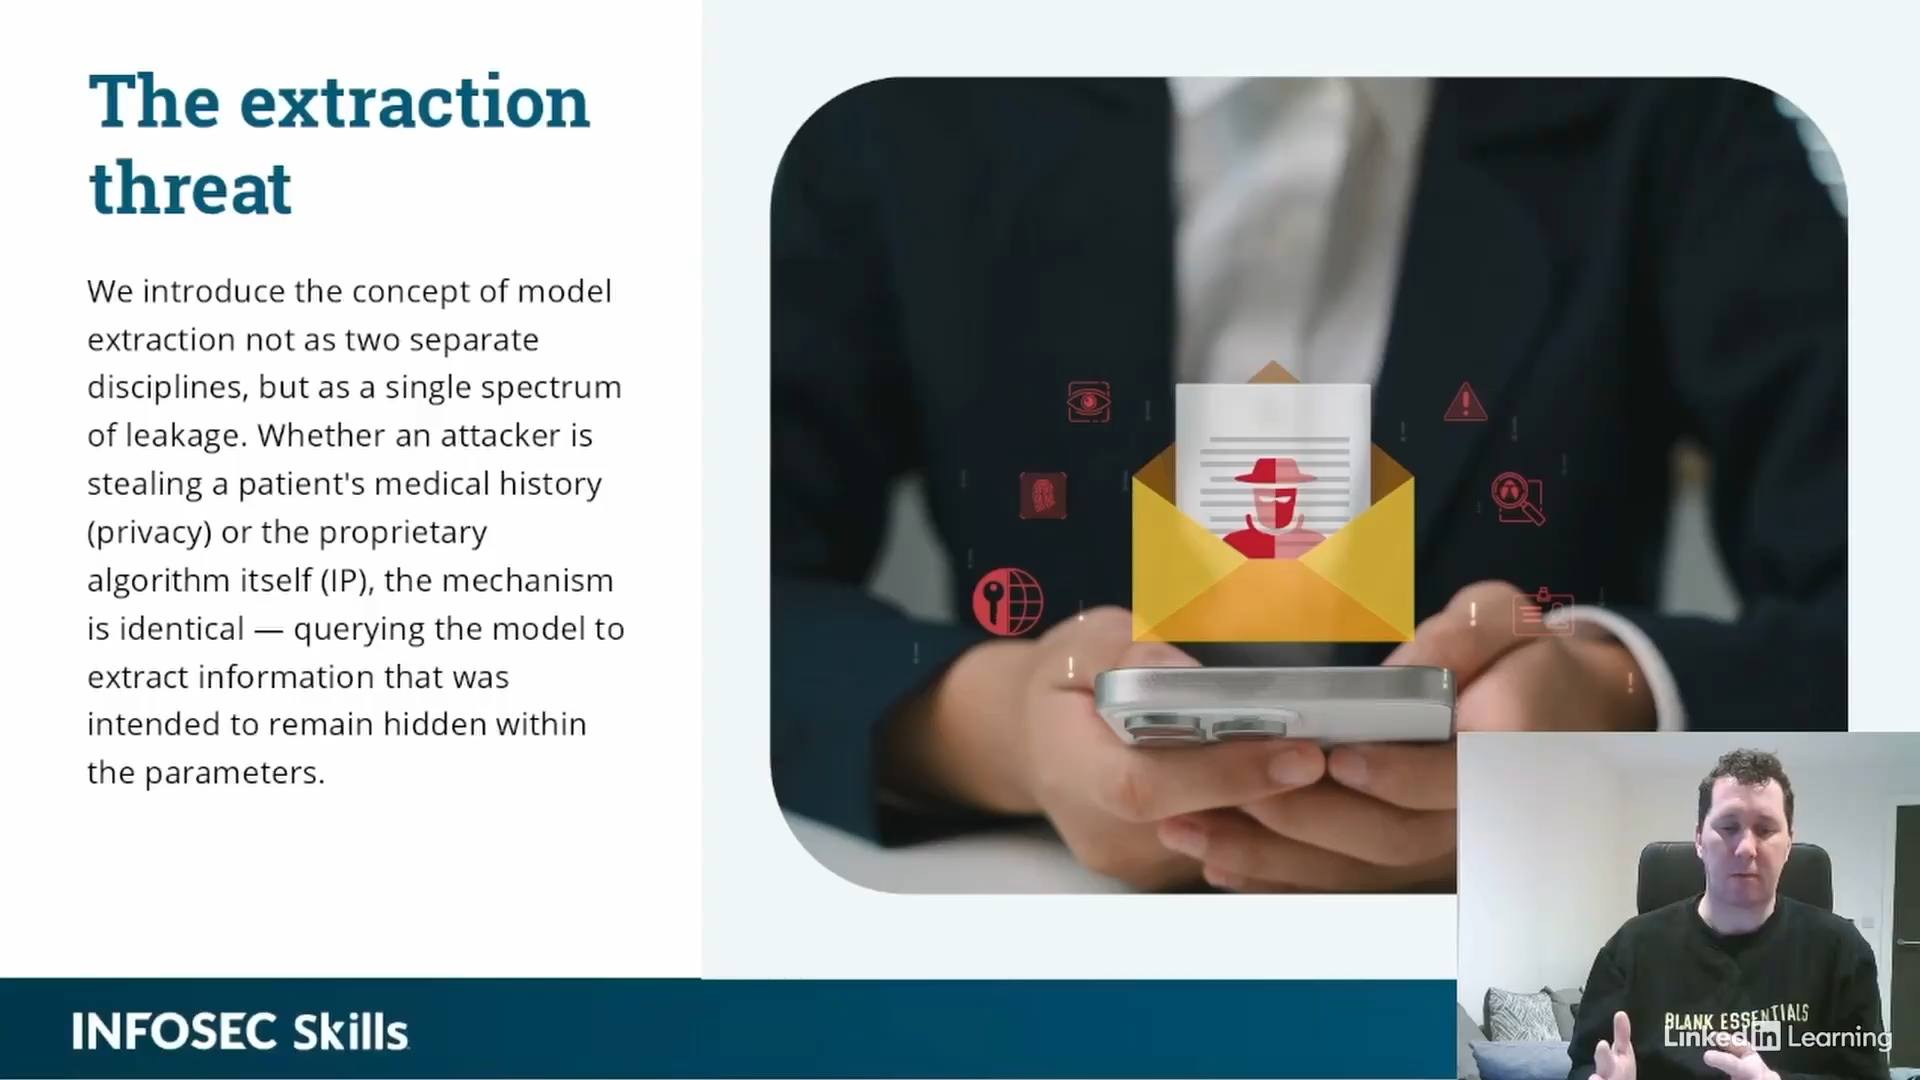 The extraction
threat
We introduce the concept of model
extraction not as two separate
disciplines, but as a single spectrum
of leakage. Whether an attacker is
stealing a patient's medical history
(privacy) or the proprietary
algorithm itself (IP), the mechanism
is identical — querying the model to
extract information that was
intended to remain hidden within
the parameters.
INFOSEC Skills
BLANK ESSENTIALS
Linkedin Learning